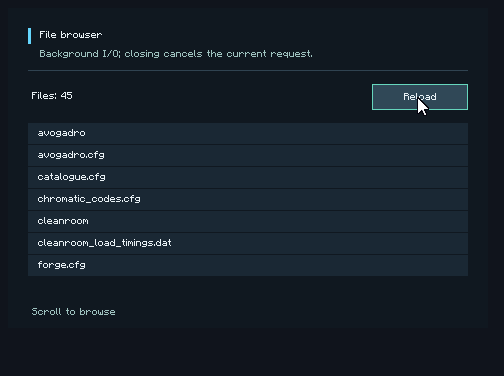 File browser
Background I/O; closing cancels the current request.
Files: 45
Reload
avogadro
avogadro.cfg
catalogue.cfg
chromatic_codes.cfg
cleanroom
cleanroom_load_timings.dat
forge.cfg
Scroll to browse